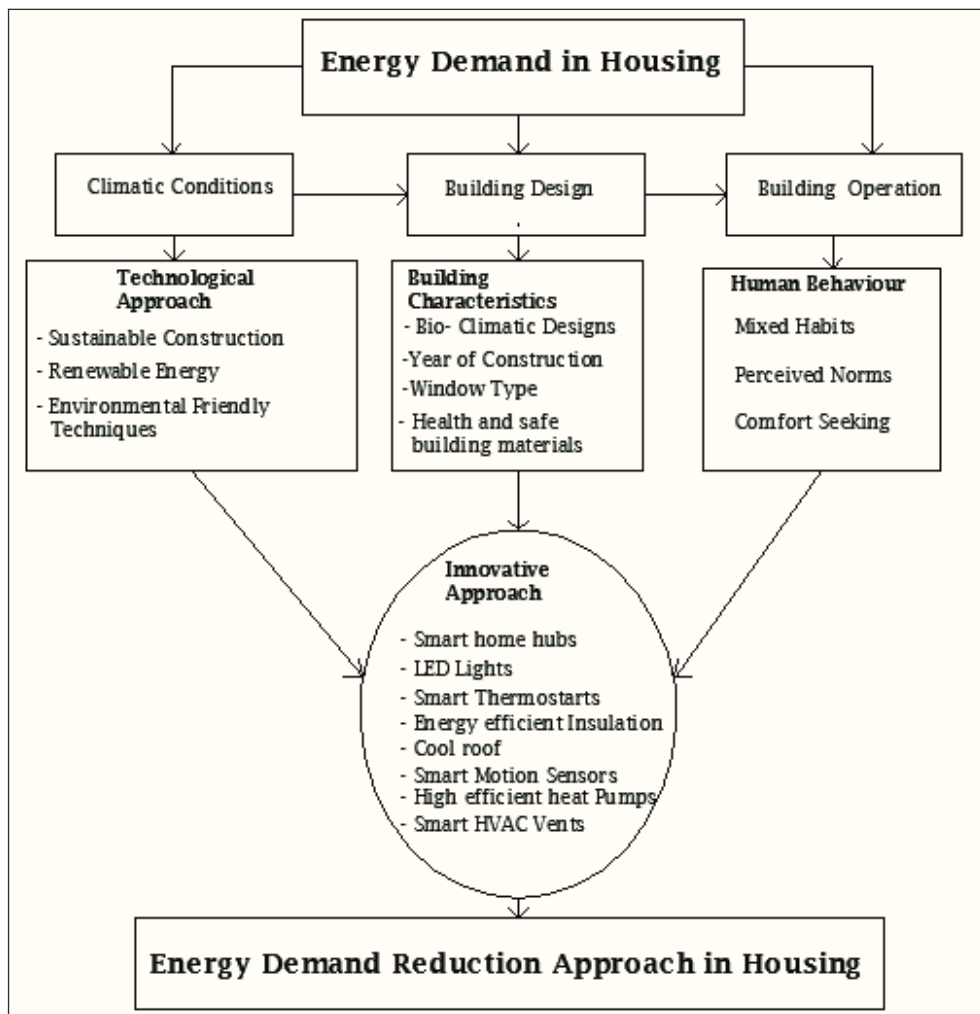 Energy Demand in Housing
Climatic Conditions
Building Design
Building Operation
Technological
Approach
- Sustainable Construction
- Renewable Energy
- Environmental Friendly
Techniques
Building
Characteristics
- Bio- Climatic Designs
-Year of Construction
-Window Type
- Health and safe
building materials
Human Behaviour
Mixed Habits
Perceived Norms
Comfort Seeking
Innovative
Approach
- Smart home hubs
- LED Lights
- Smart Thermostarts
- Energy efficient Insulation
- Cool roof
- Smart Motion Sensors
- High efficient heat Pumps
- Smart HVAC Vents
Energy Demand Reduction Approach in Housing